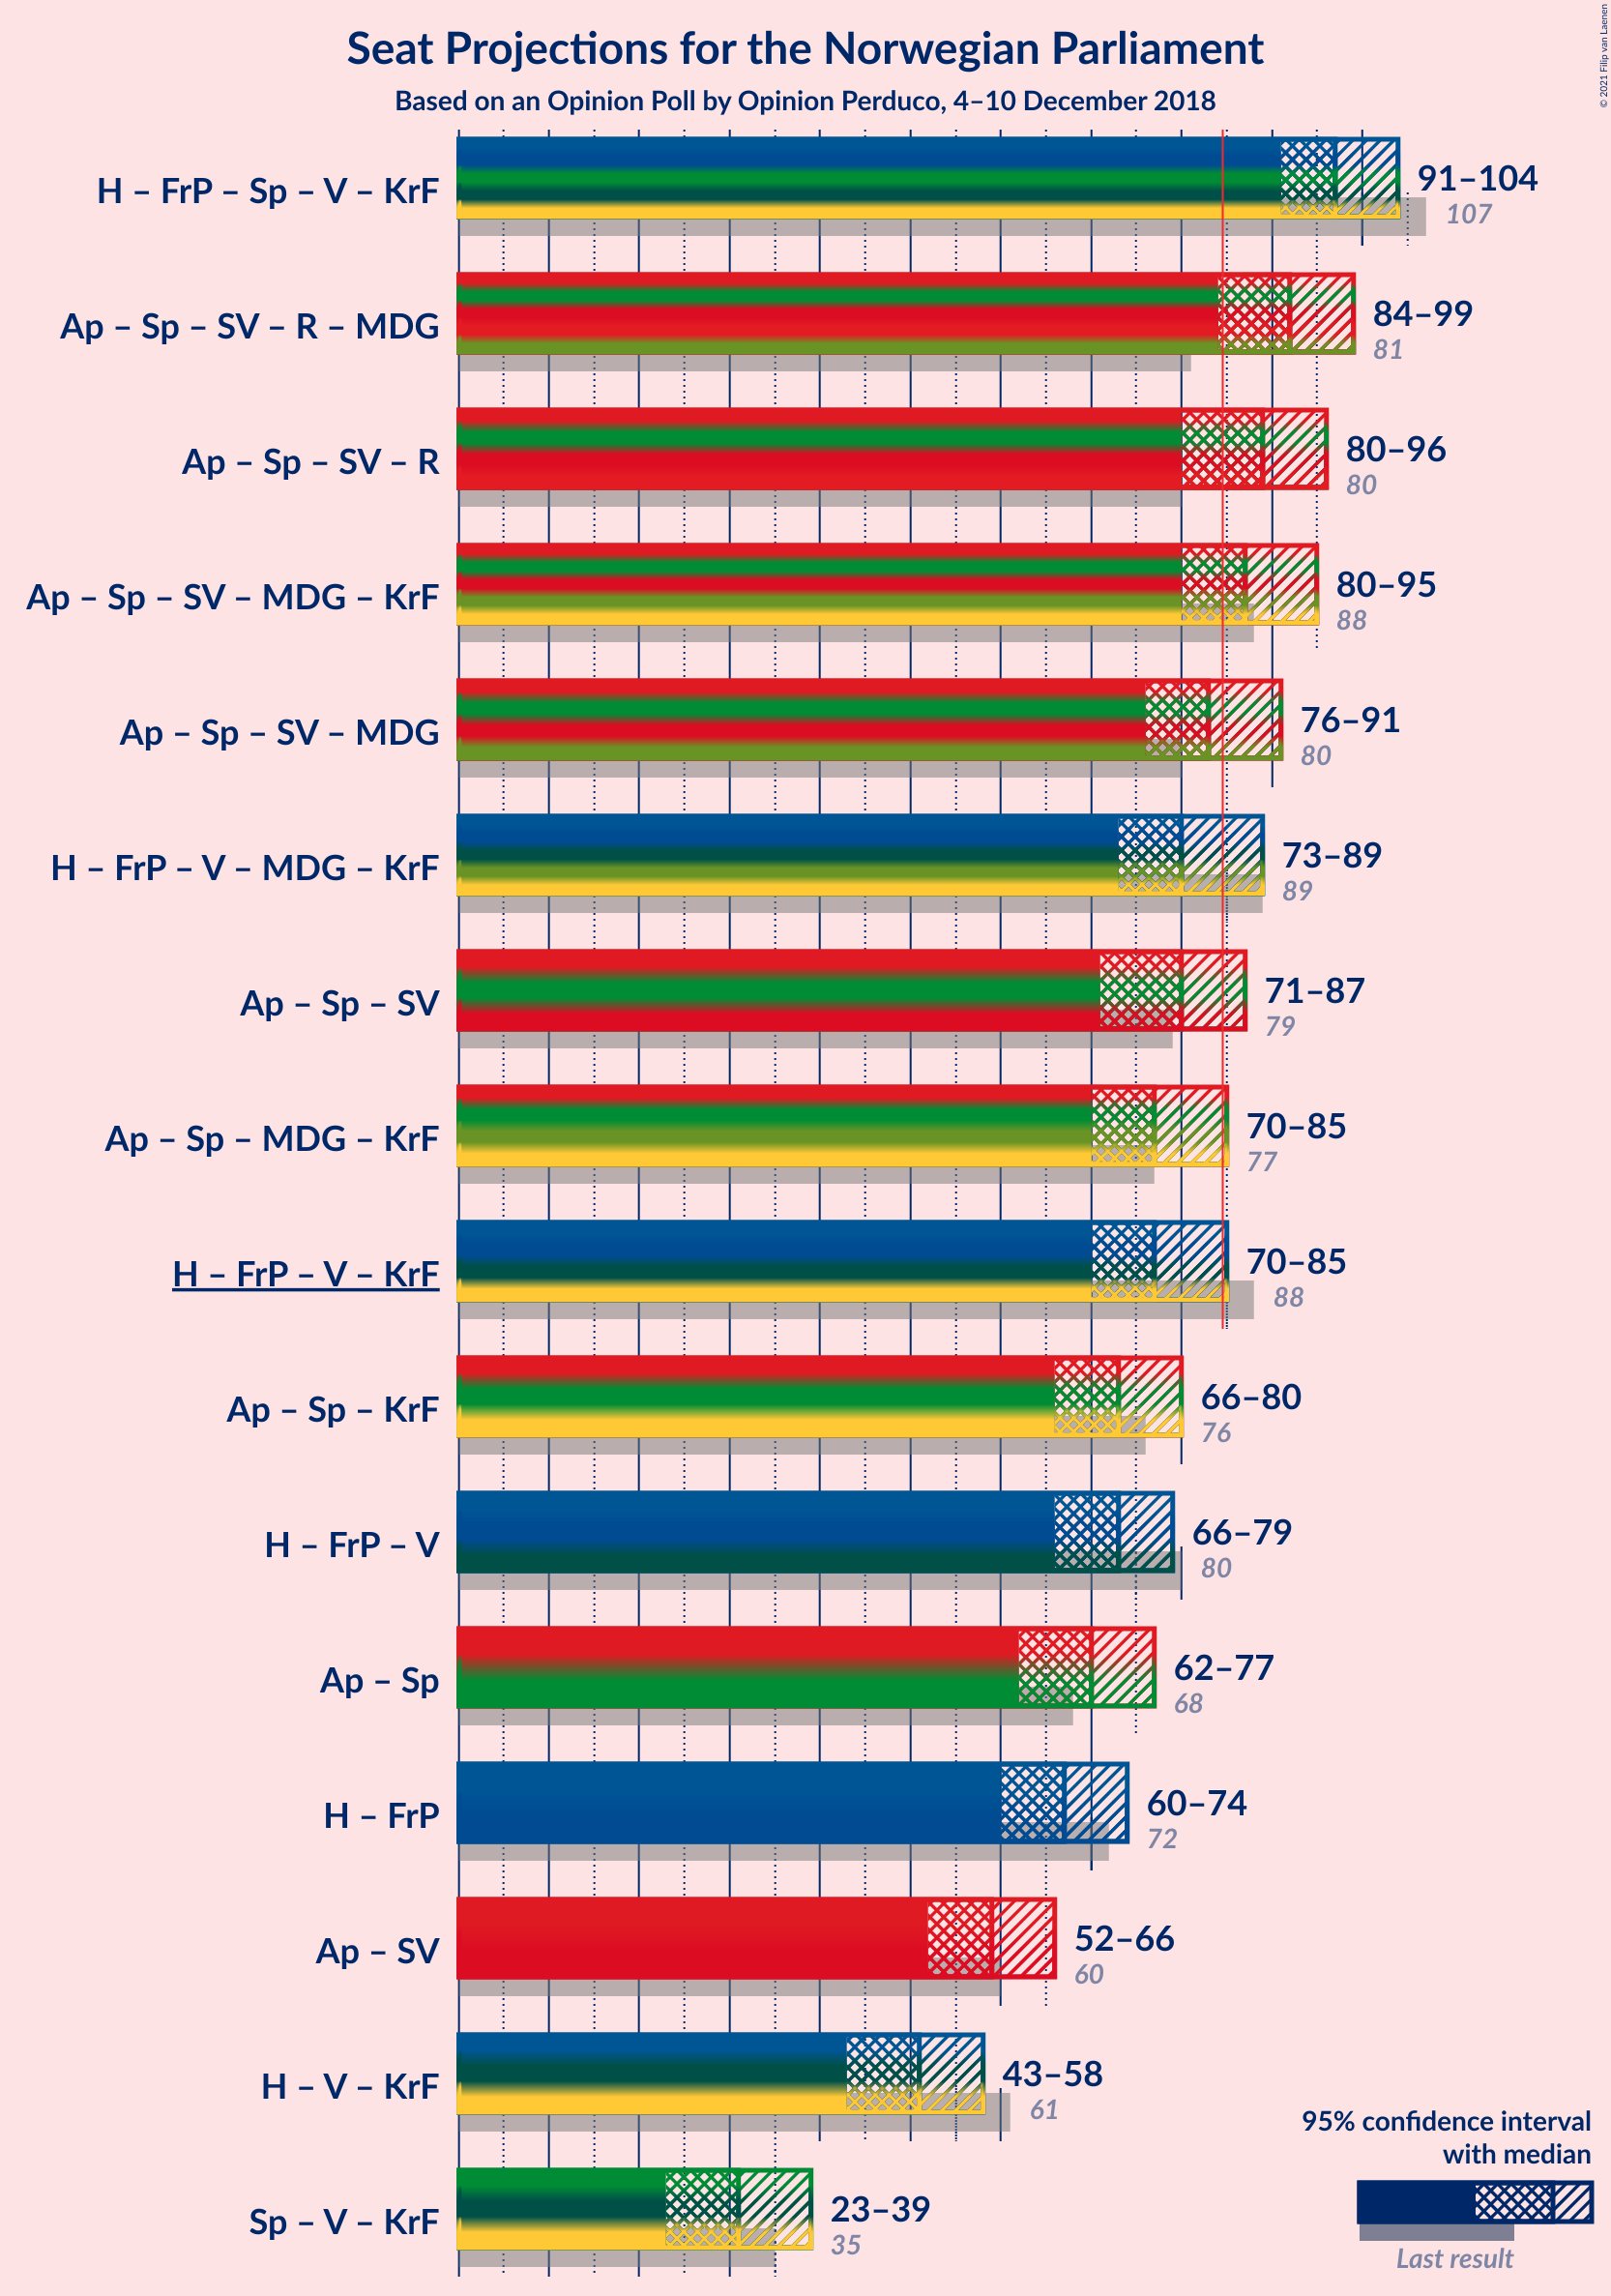 Seat Projections for the Norwegian Parliament
Based on an Opinion Poll by Opinion Perduco, 4–10 December 2018
© 2021 Filip van Laenen
H – FrP – Sp – V – KrF
91–104
107
Ap – Sp – SV – R – MDG
84–99
81
Ap – Sp – SV – R
80–96
80
Ap – Sp – SV – MDG – KrF
80–95
88
Ap – Sp – SV – MDG
76–91
80
H – FrP – V – MDG – KrF
73–89
89
Ap – Sp – SV
71–87
79
Ap – Sp – MDG – KrF
70–85
77
H – FrP – V – KrF
70–85
88
Ap – Sp – KrF
66–80
76
H – FrP – V
66–79
80
Ap – Sp
62–77
68
H – FrP
60–74
72
Ap – SV
52–66
60
H – V – KrF
43–58
61
Sp – V – KrF
23–39
35
95% confidence interval
with median
Last result